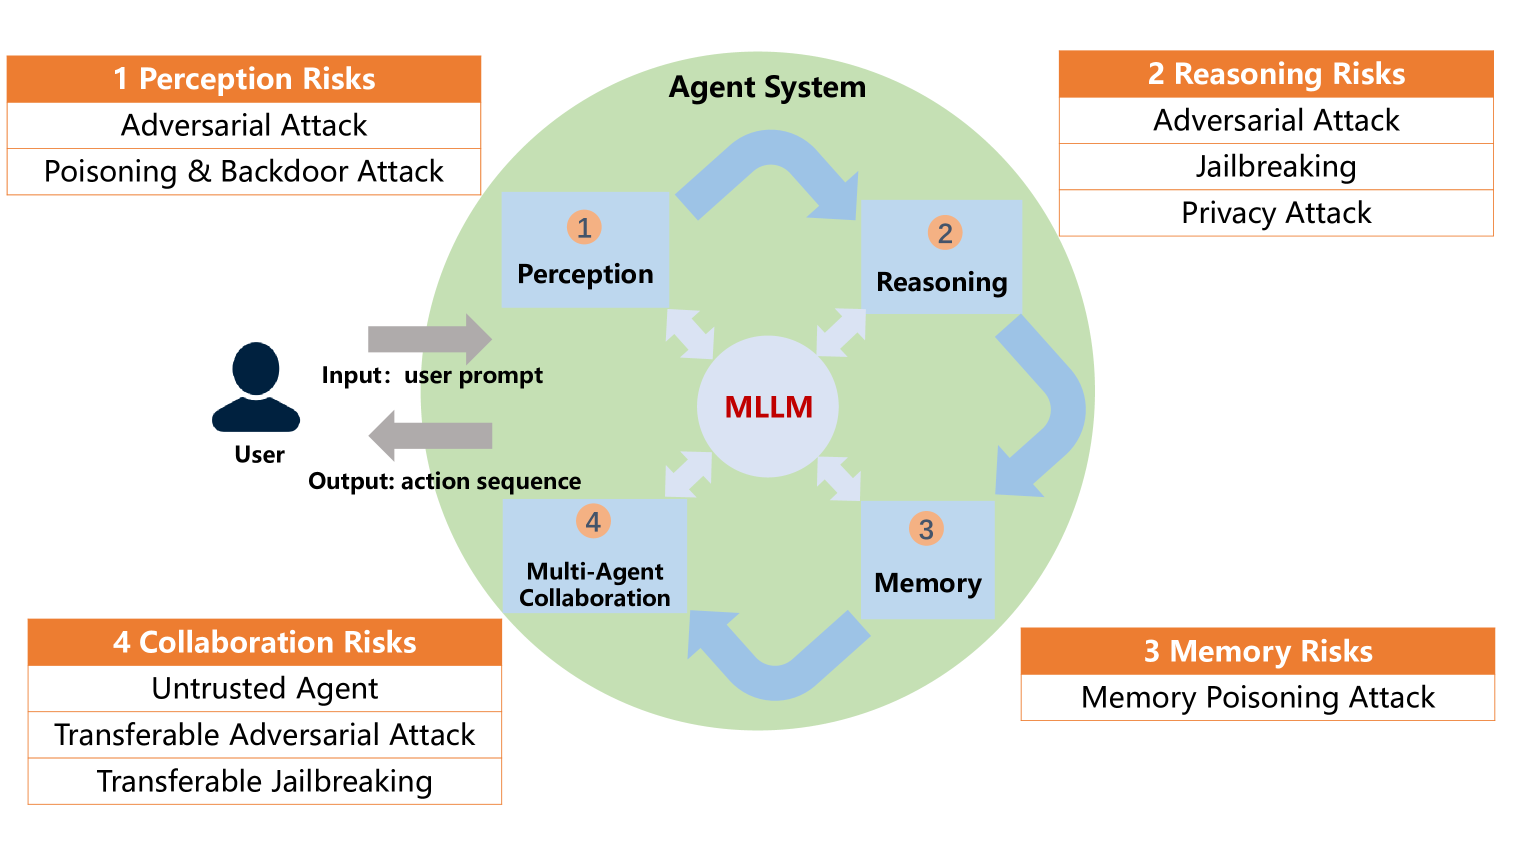 Agent System
1 Perception Risks
Adversarial Attack
Poisoning & Backdoor Attack
2 Reasoning Risks
Adversarial Attack
Jailbreaking
Privacy Attack
1
Perception
2
Reasoning
MLLM
Input: user prompt
User
Output: action sequence
4
Multi-Agent
Collaboration
3
Memory
4 Collaboration Risks
Untrusted Agent
Transferable Adversarial Attack
Transferable Jailbreaking
3 Memory Risks
Memory Poisoning Attack